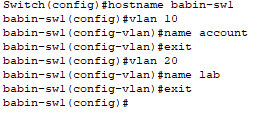 Switch(config)#hostname babin-sw1
babin-sw1(config)#vlan 10
babin-sw1(config-vlan)#name account
babin-sw1(config-vlan)#exit
babin-sw1(config)#vlan 20
babin-sw1(config-vlan)#name lab
babin-sw1(config-vlan)#exit
babin-sw1(config)#